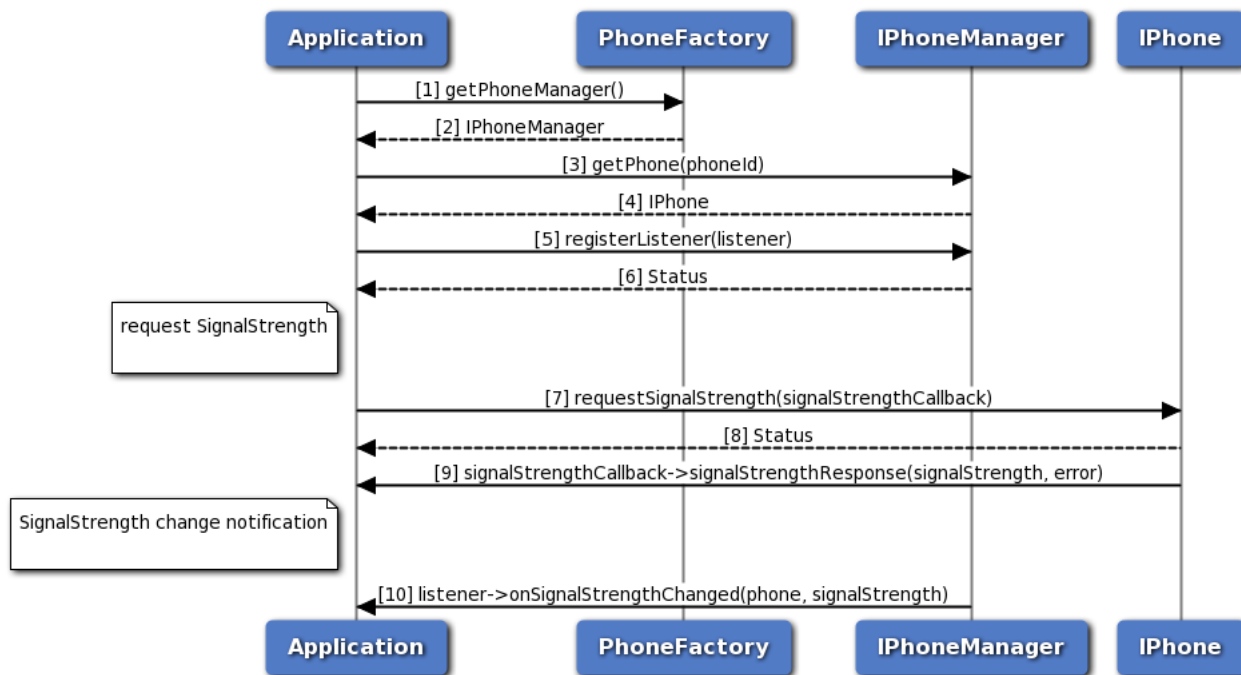 Application PhoneFactory IPhoneManager IPhone
[1] getPhoneManager()
[2] IPhoneManager
[3] getPhone(phoneId)
[4] IPhone
[5] registerListener(listener)
[6] Status
request SignalStrength
[7] requestSignalStrength(signalStrengthCallback)
[8] Status
[9] signalStrengthCallback->signalStrengthResponse(signalStrength, error)
SignalStrength change notification
[10] listener->onSignalStrengthChanged(phone, signalStrength)
Application PhoneFactory IPhoneManager IPhone